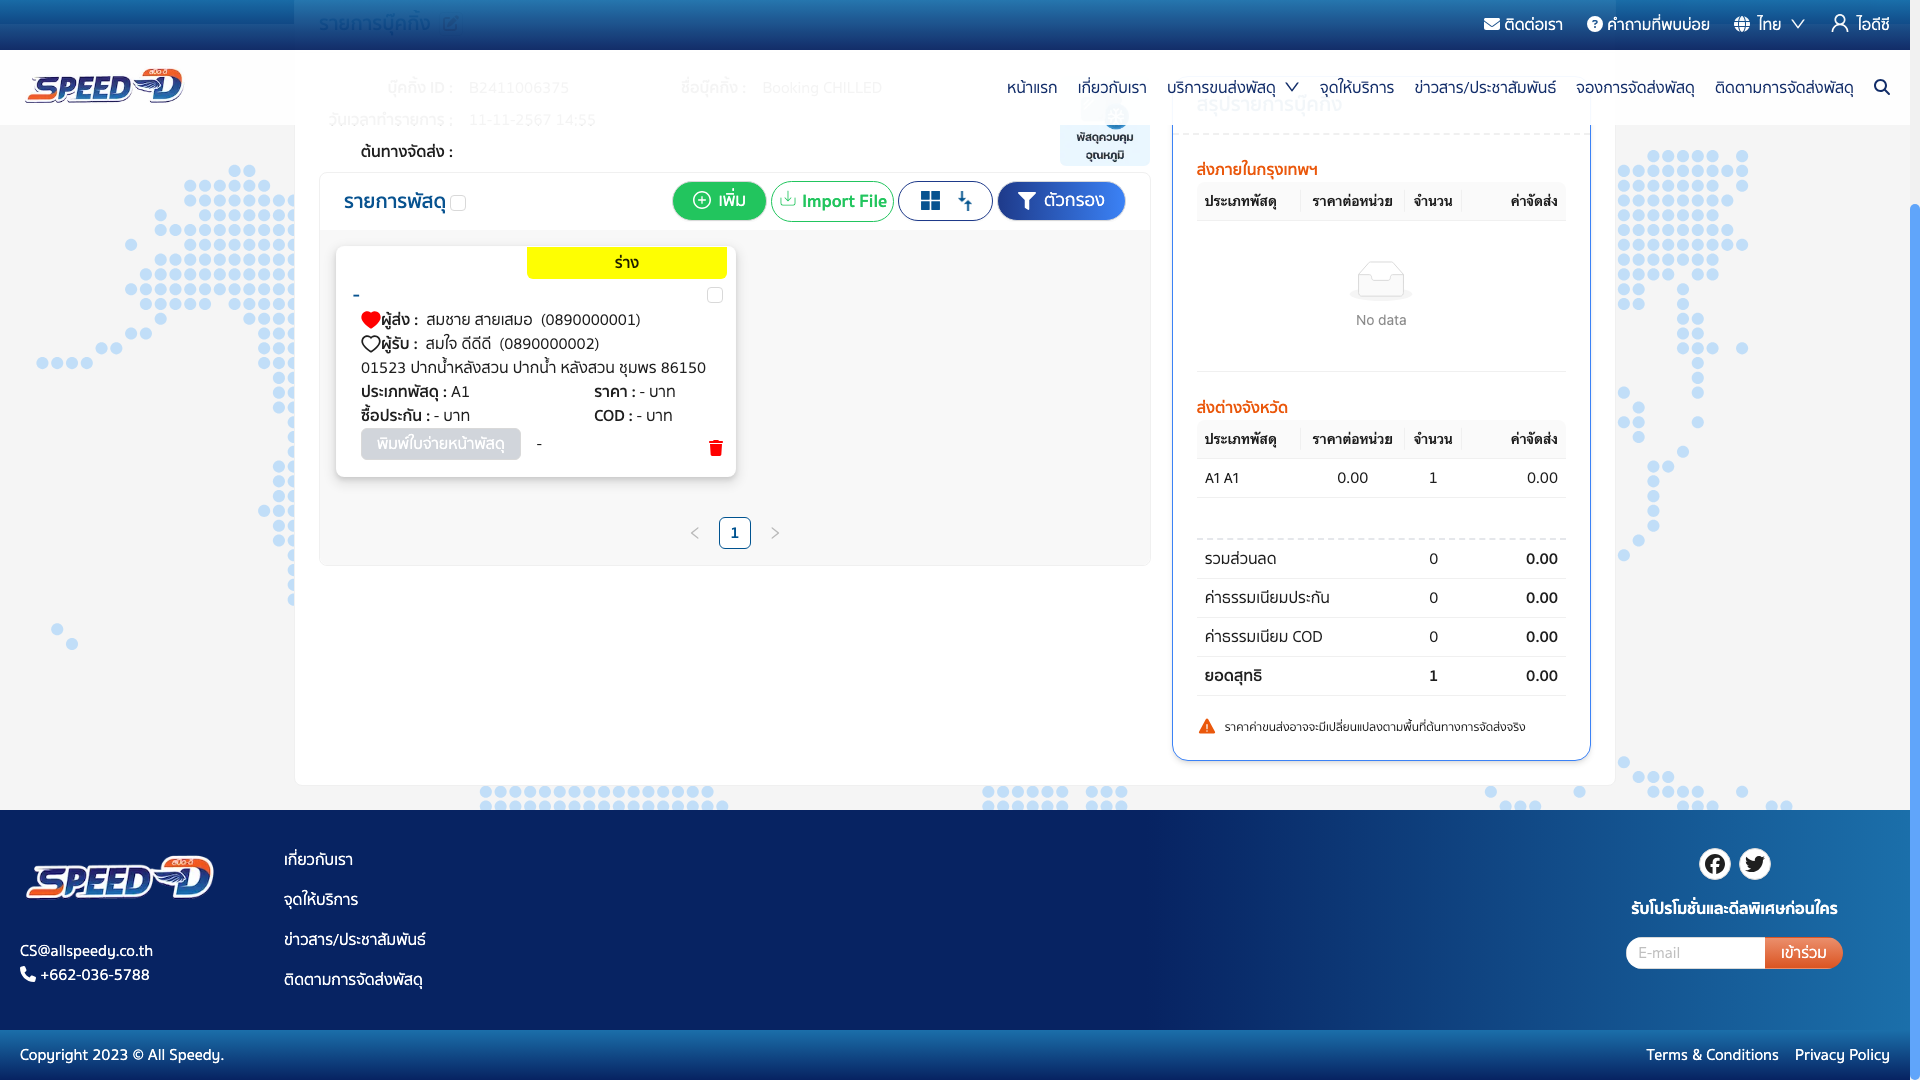 รายการบุ๊คกิ้ง
ติดต่อเรา
คำถามที่พบบ่อย
ไทย
ไอดีซี
สปีด-ดี
SPEED-D
บุ๊คกิ้ง ID : B2411006375
ชื่อบุ๊คกิ้ง : Booking CHILLED
หน้าแรก
เกี่ยวกับเรา
บริการขนส่งพัสดุ
จุดให้บริการ
ข่าวสาร/ประชาสัมพันธ์
จองการจัดส่งพัสดุ
ติดตามการจัดส่งพัสดุ
สรุปรายการบุ๊คกิ้ง
วันเวลาทำรายการ : 11-11-2567 14:55
พัสดุควบคุม
อุณหภูมิ
ต้นทางจัดส่ง :
รายการพัสดุ
เพิ่ม
Import File
ตัวกรอง
ร่าง
-
ผู้ส่ง : สมชาย สายเสมอ (0890000001)
ผู้รับ : สมใจ ดีดีดี (0890000002)
01523 ปากน้ำหลังสวน ปากน้ำ หลังสวน ชุมพร 86150
ประเภทพัสดุ : A1 ราคา : - บาท
ซื้อประกัน : - บาท COD : - บาท
พิมพ์ใบจ่ายหน้าพัสดุ -
1
ส่งภายในกรุงเทพฯ
ประเภทพัสดุ ราคาต่อหน่วย จำนวน ค่าจัดส่ง
No data
ส่งต่างจังหวัด
ประเภทพัสดุ ราคาต่อหน่วย จำนวน ค่าจัดส่ง
A1 A1 0.00 1 0.00
รวมส่วนลด 0 0.00
ค่าธรรมเนียมประกัน 0 0.00
ค่าธรรมเนียม COD 0 0.00
ยอดสุทธิ 1 0.00
ราคาค่าขนส่งอาจจะมีเปลี่ยนแปลงตามพื้นที่ต้นทางการจัดส่งจริง
สปีด-ดี
SPEED-D
CS@allspeedy.co.th
+662-036-5788
เกี่ยวกับเรา
จุดให้บริการ
ข่าวสาร/ประชาสัมพันธ์
ติดตามการจัดส่งพัสดุ
รับโปรโมชั่นและดีลพิเศษก่อนใคร
E-mail เข้าร่วม
Copyright 2023 © All Speedy.
Terms & Conditions Privacy Policy